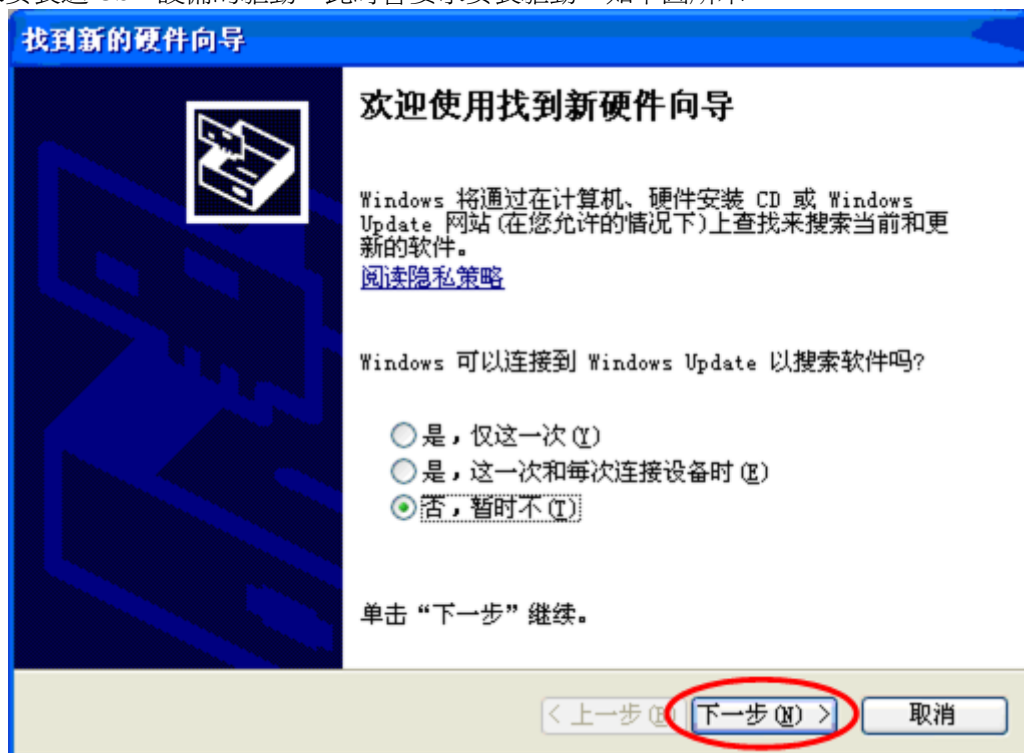 找到新的硬件向导
欢迎使用找到新硬件向导
Windows 将通过在计算机、硬件安装 CD 或 Windows
Update 网站(在您允许的情况下)上查找来搜索当前和更
新的软件。
阅读隐私策略
Windows 可以连接到 Windows Update 以搜索软件吗?
是，仅这一次(Y)
是，这一次和每次连接设备时(E)
否，暂时不(T)
单击“下一步”继续。
< 上一步(B)
下一步(N) >
取消